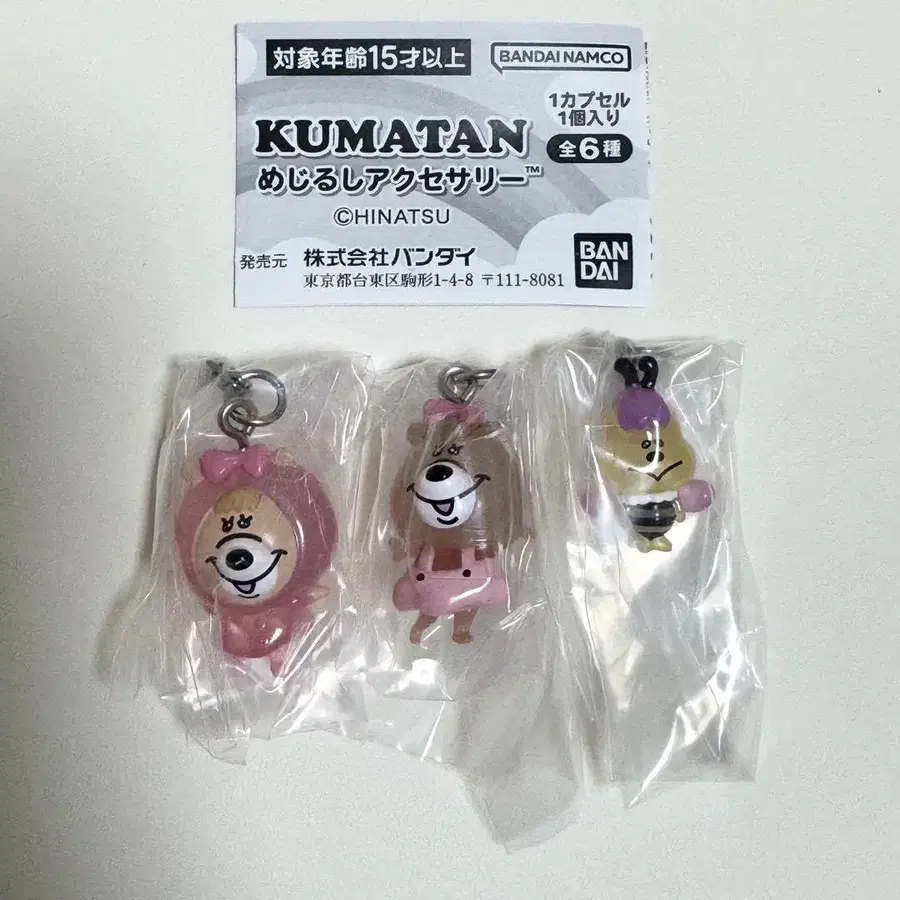 対象年齢15才以上
BANDAI NAMCO
1カプセル
1個入り
全6種
KUMATAN
めじるしアクセサリー™
©HINATSU
発売元 株式会社バンダイ
東京都台東区駒形1-4-8 〒111-8081
BAN
DAI